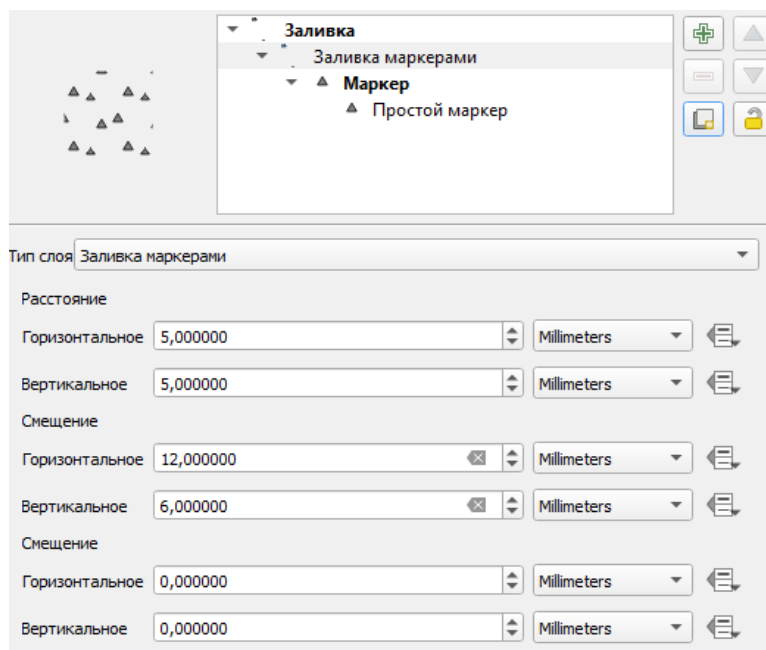 Заливка
Заливка маркерами
Маркер
Простой маркер
Тип слоя Заливка маркерами
Расстояние
Горизонтальное 5,000000 Millimeters
Вертикальное 5,000000 Millimeters
Смещение
Горизонтальное 12,000000 Millimeters
Вертикальное 6,000000 Millimeters
Смещение
Горизонтальное 0,000000 Millimeters
Вертикальное 0,000000 Millimeters